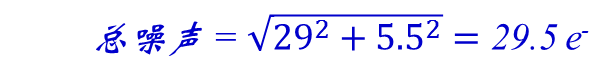 总噪声 = √29² + 5.5² = 29.5 e⁻